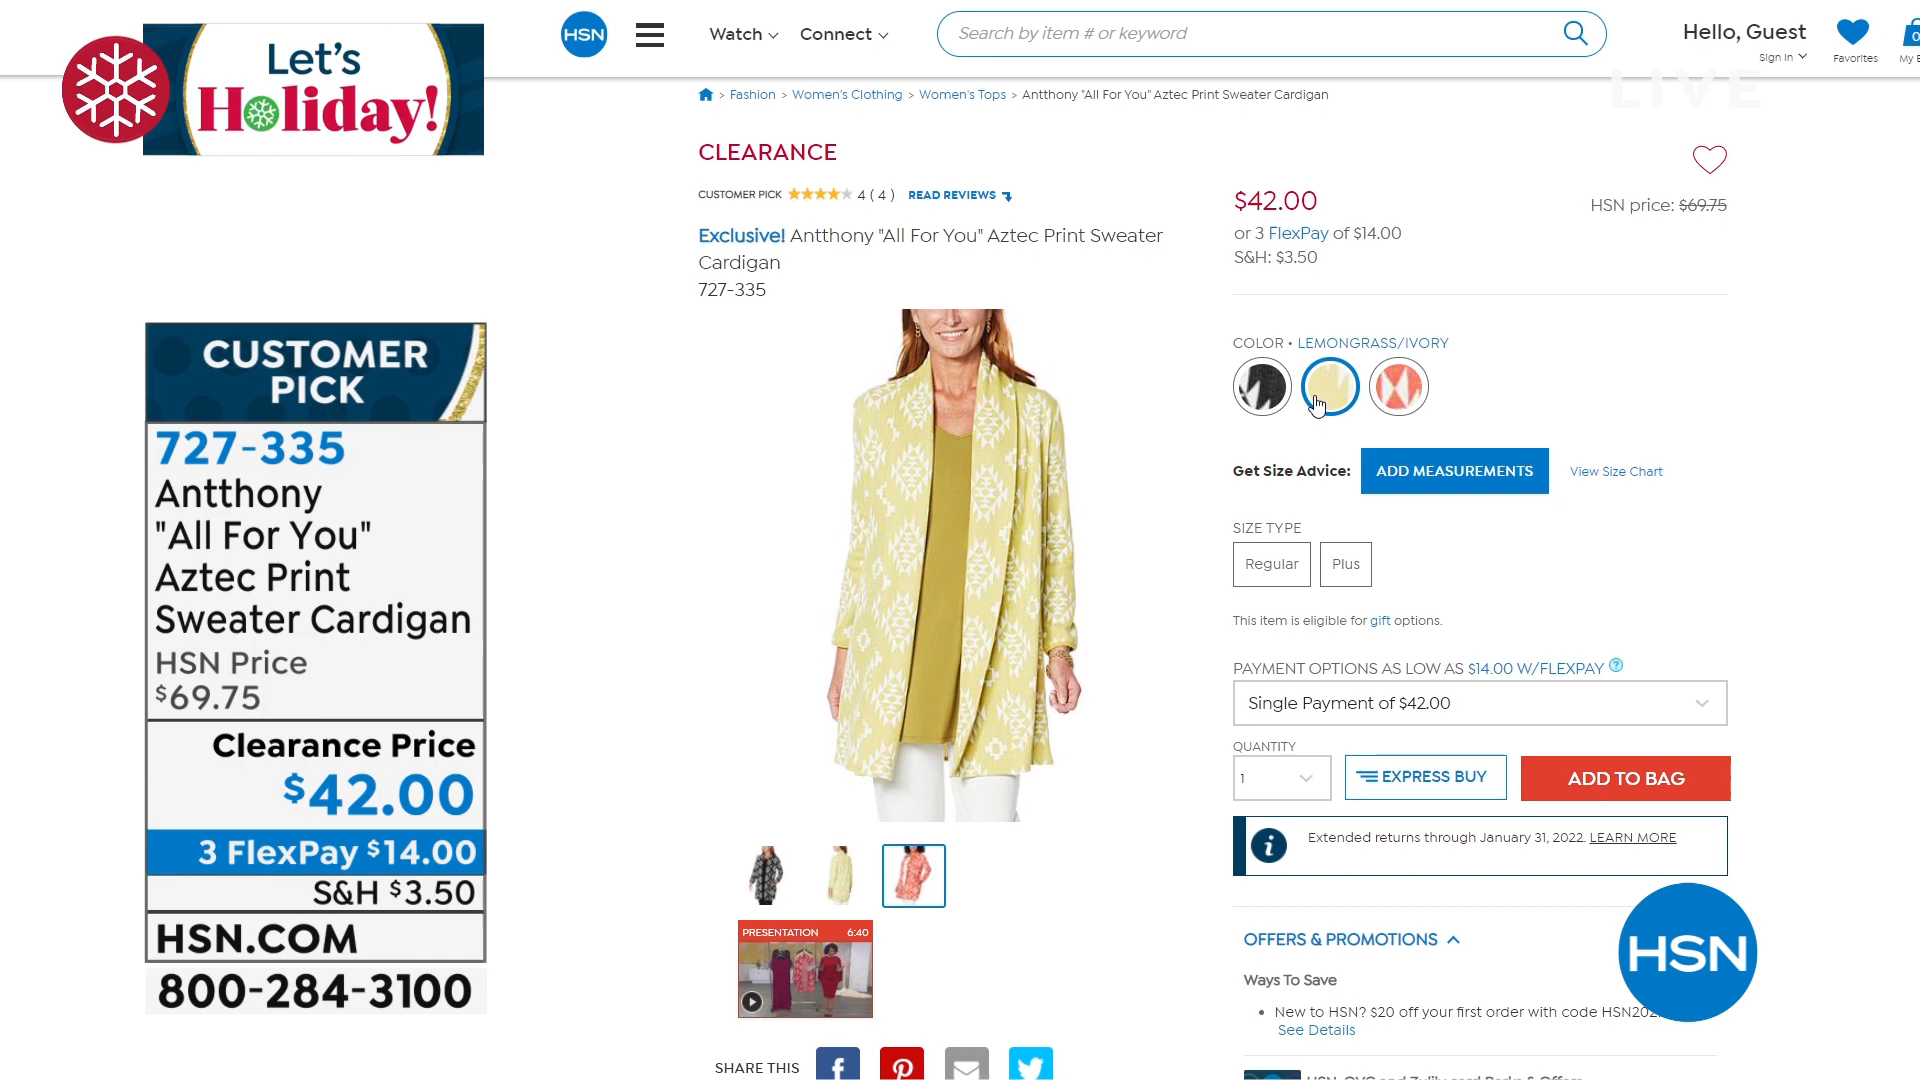 Let's
Holiday!
HSN
Watch
Connect
Search by item # or keyword
Hello, Guest
Sign In
Favorites
0
LIVE
> Fashion > Women's Clothing > Women's Tops > Antthony "All For You" Aztec Print Sweater Cardigan
CLEARANCE
CUSTOMER PICK 4 ( 4 ) READ REVIEWS
Exclusive! Antthony "All For You" Aztec Print Sweater
Cardigan
727-335
$42.00
HSN price: $69.75
or 3 FlexPay of $14.00
S&H: $3.50
COLOR • LEMONGRASS/IVORY
Get Size Advice: ADD MEASUREMENTS View Size Chart
SIZE TYPE
Regular Plus
This item is eligible for gift options.
PAYMENT OPTIONS AS LOW AS $14.00 W/FLEXPAY ?
Single Payment of $42.00
QUANTITY
1
EXPRESS BUY
ADD TO BAG
Extended returns through January 31, 2022. LEARN MORE
OFFERS & PROMOTIONS
Ways To Save
• New to HSN? $20 off your first order with code
See Details
HSN
PRESENTATION 6:40
SHARE THIS
CUSTOMER
PICK
727-335
Antthony
"All For You"
Aztec Print
Sweater Cardigan
HSN Price
$69.75
Clearance Price
$42.00
3 FlexPay $14.00
S&H $3.50
HSN.COM
800-284-3100